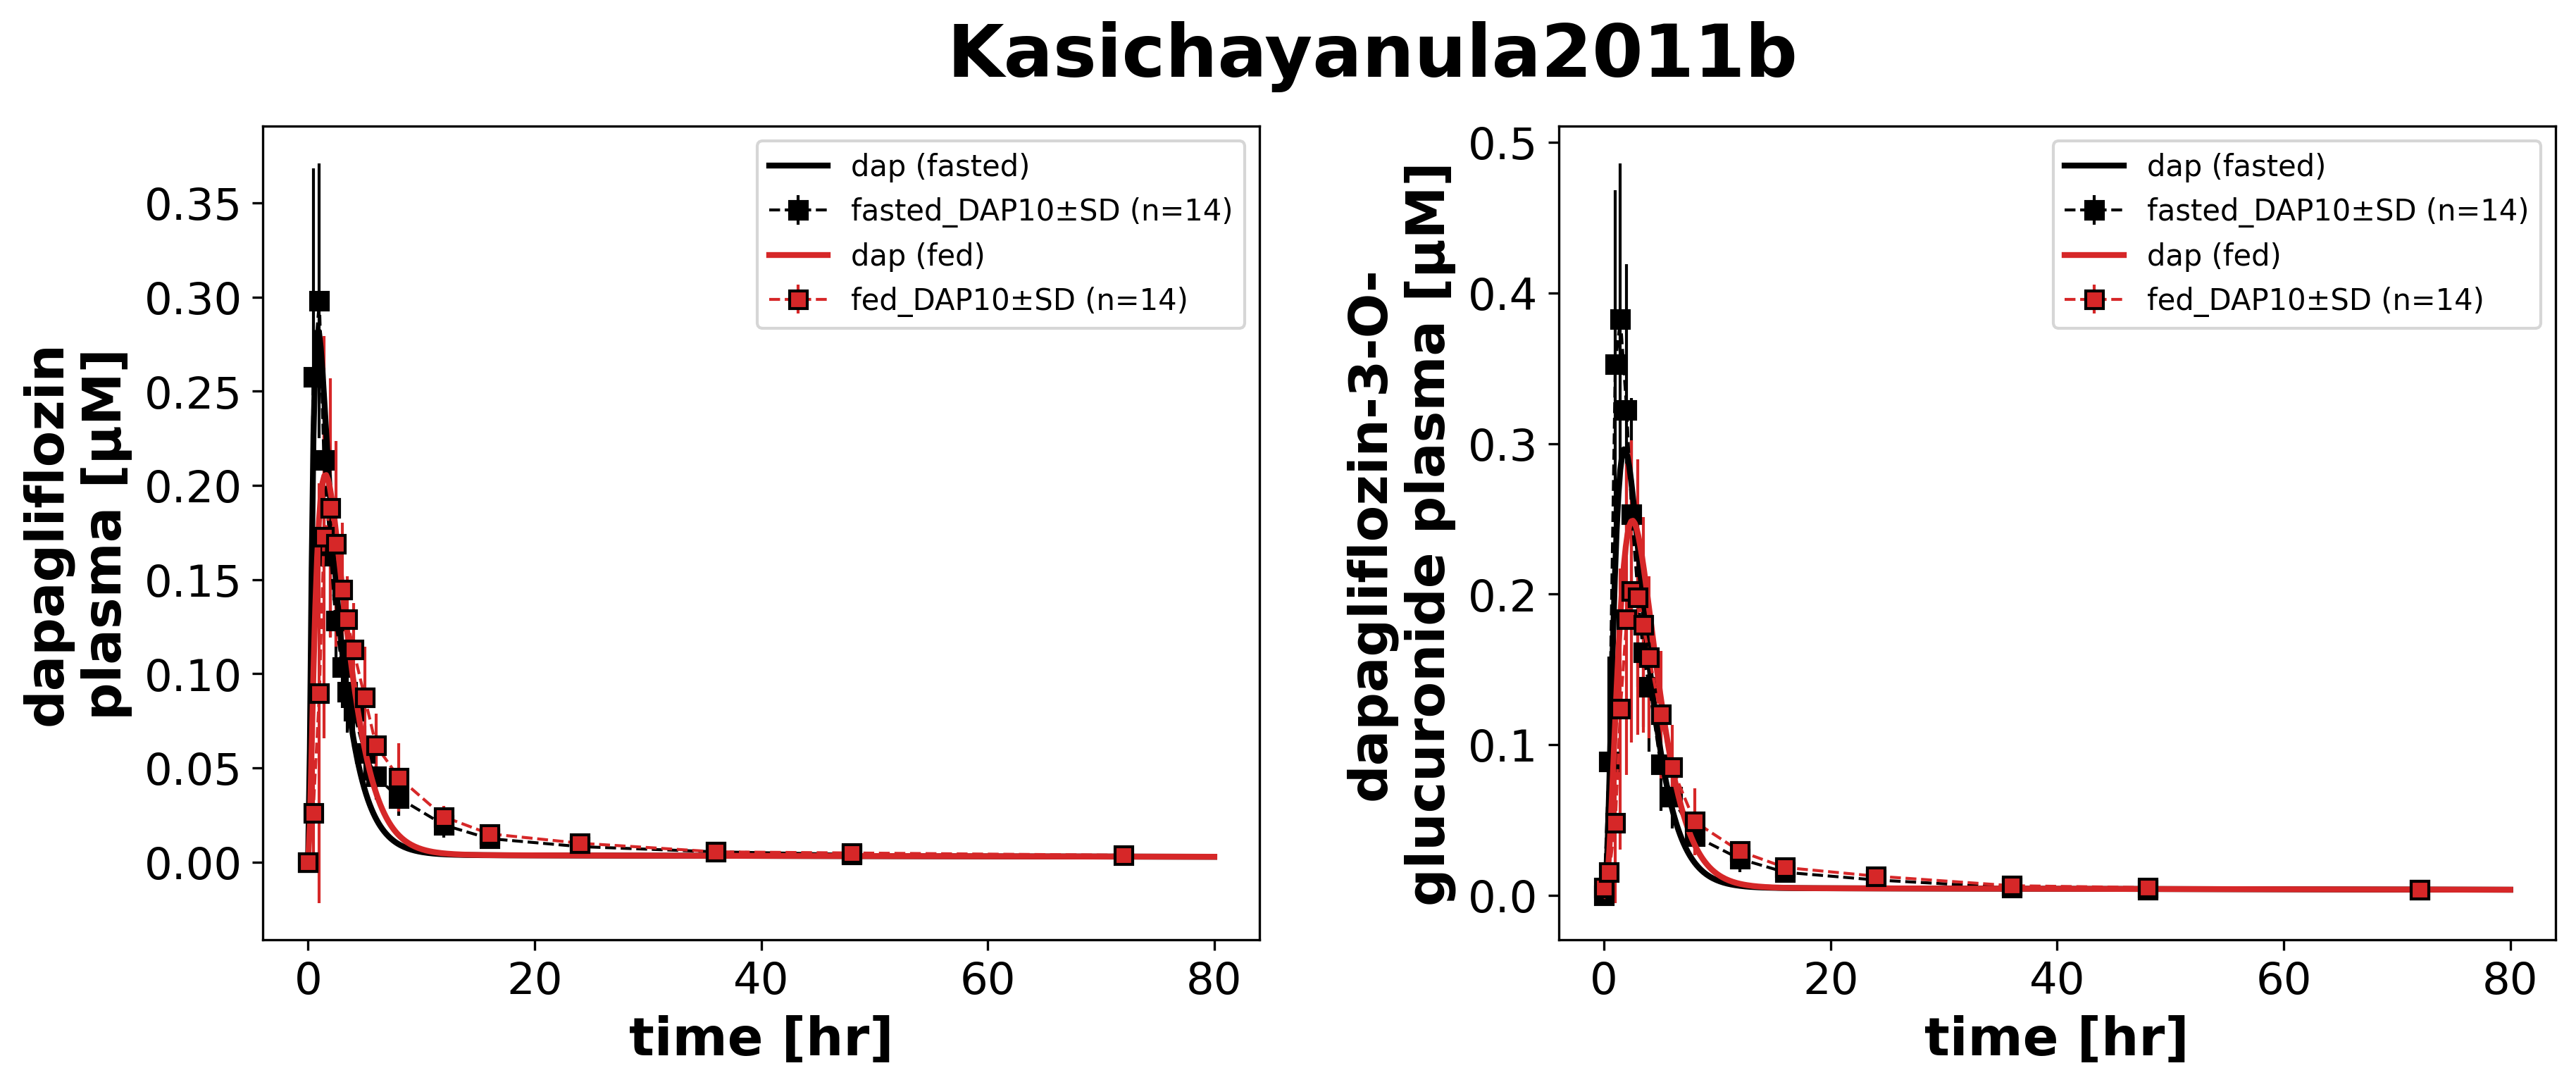 Kasichayanula2011b
dapagliflozin
plasma [µM]
0.35
0.30
0.25
0.20
0.15
0.10
0.05
0.00
dap (fasted)
fasted_DAP10±SD (n=14)
dap (fed)
fed_DAP10±SD (n=14)
0 20 40 60 80
time [hr]
dapagliflozin-3-O-
glucuronide plasma [µM]
0.5
0.4
0.3
0.2
0.1
0.0
dap (fasted)
fasted_DAP10±SD (n=14)
dap (fed)
fed_DAP10±SD (n=14)
0 20 40 60 80
time [hr]